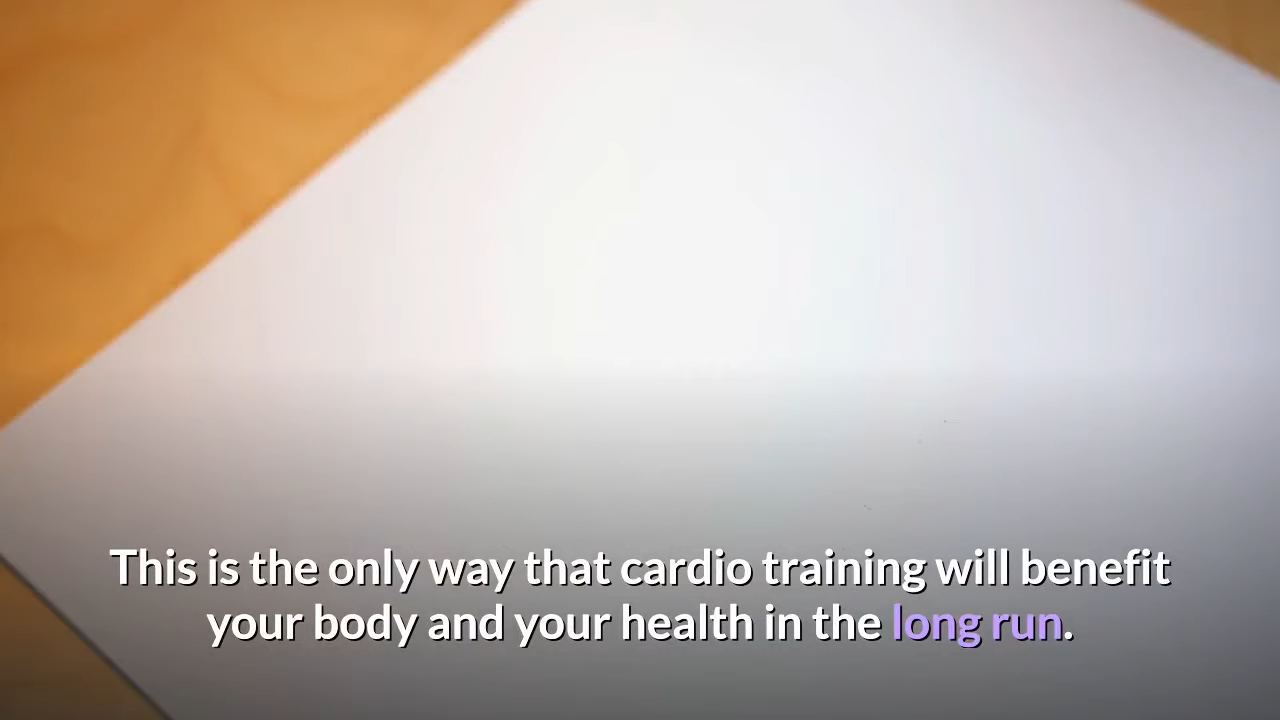 This is the only way that cardio training will benefit
your body and your health in the long run.